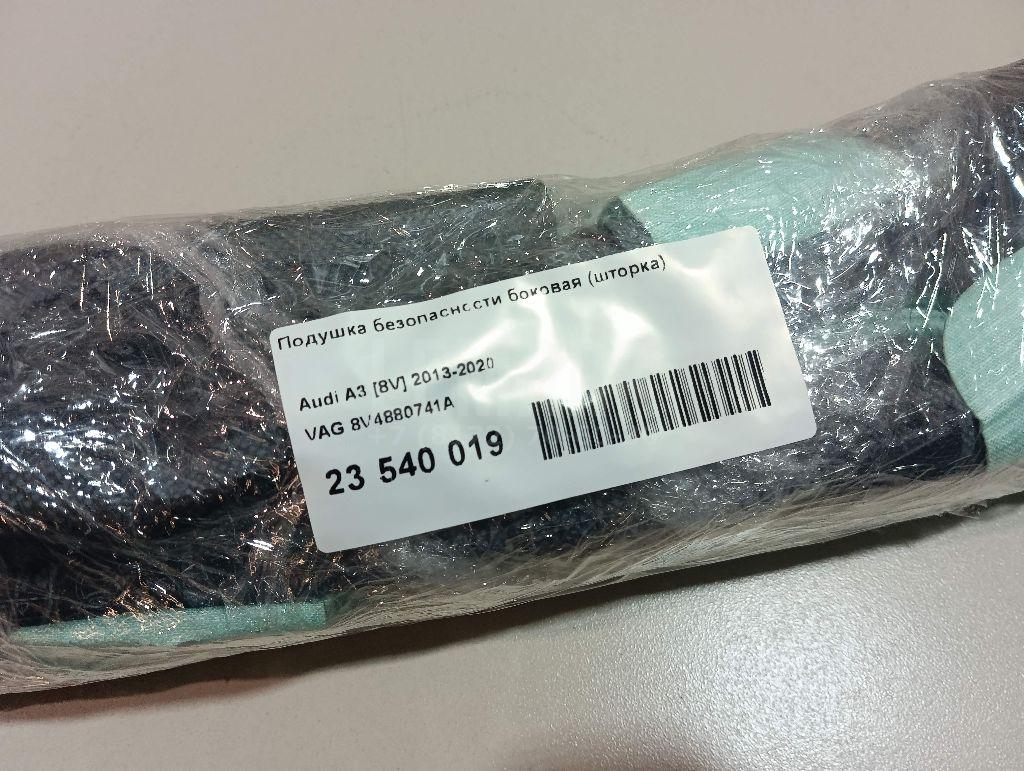 Подушка безопасности боковая (шторка)
Audi A3 [8V] 2013-2020
VAG 8V4880741A
23 540 019